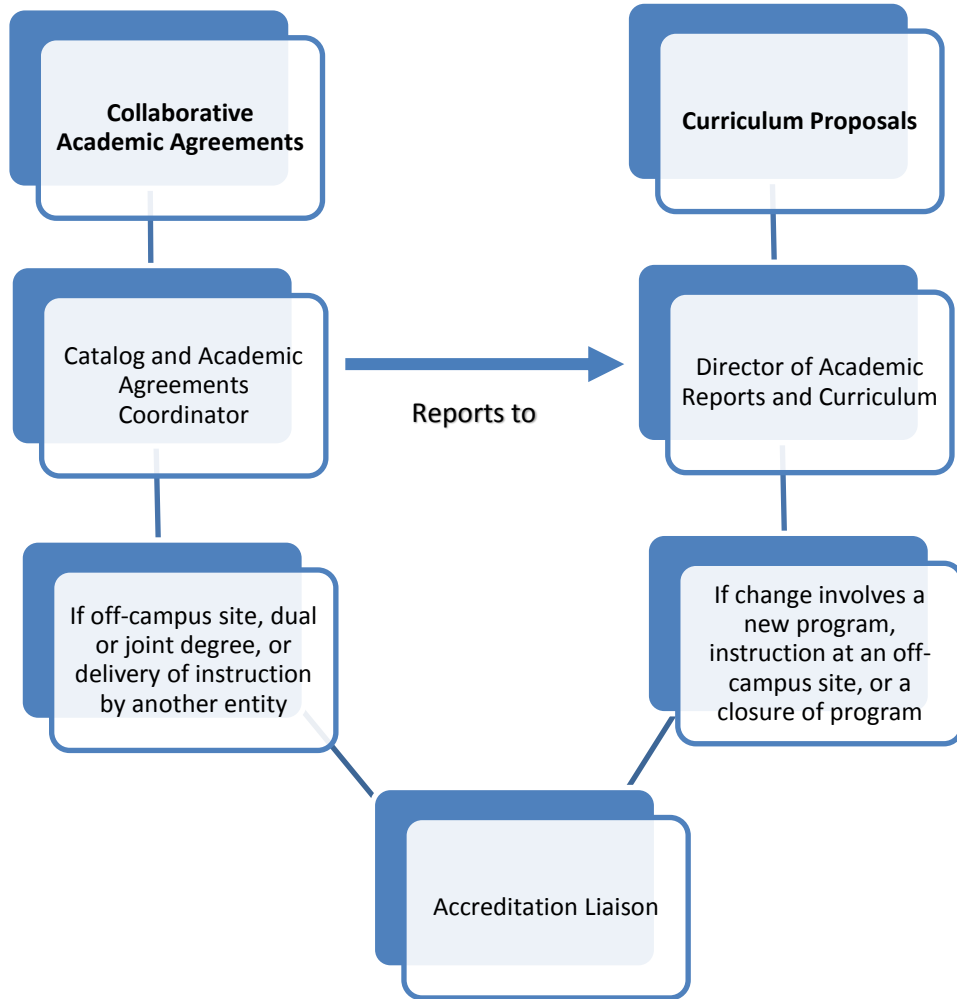 Collaborative
Academic Agreements
Curriculum Proposals
Catalog and Academic
Agreements
Coordinator
Reports to
Director of Academic
Reports and Curriculum
If off-campus site, dual
or joint degree, or
delivery of instruction
by another entity
If change involves a
new program,
instruction at an off-
campus site, or a
closure of program
Accreditation Liaison